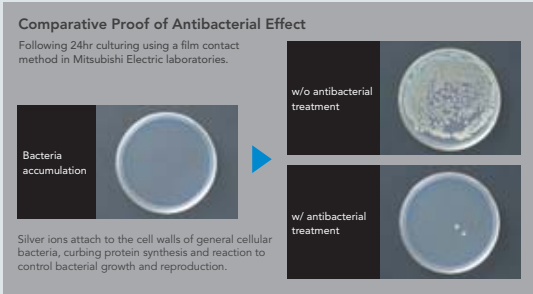 Comparative Proof of Antibacterial Effect
Following 24hr culturing using a film contact
method in Mitsubishi Electric laboratories.
Bacteria
accumulation
w/o antibacterial
treatment
w/ antibacterial
treatment
Silver ions attach to the cell walls of general cellular
bacteria, curbing protein synthesis and reaction to
control bacterial growth and reproduction.